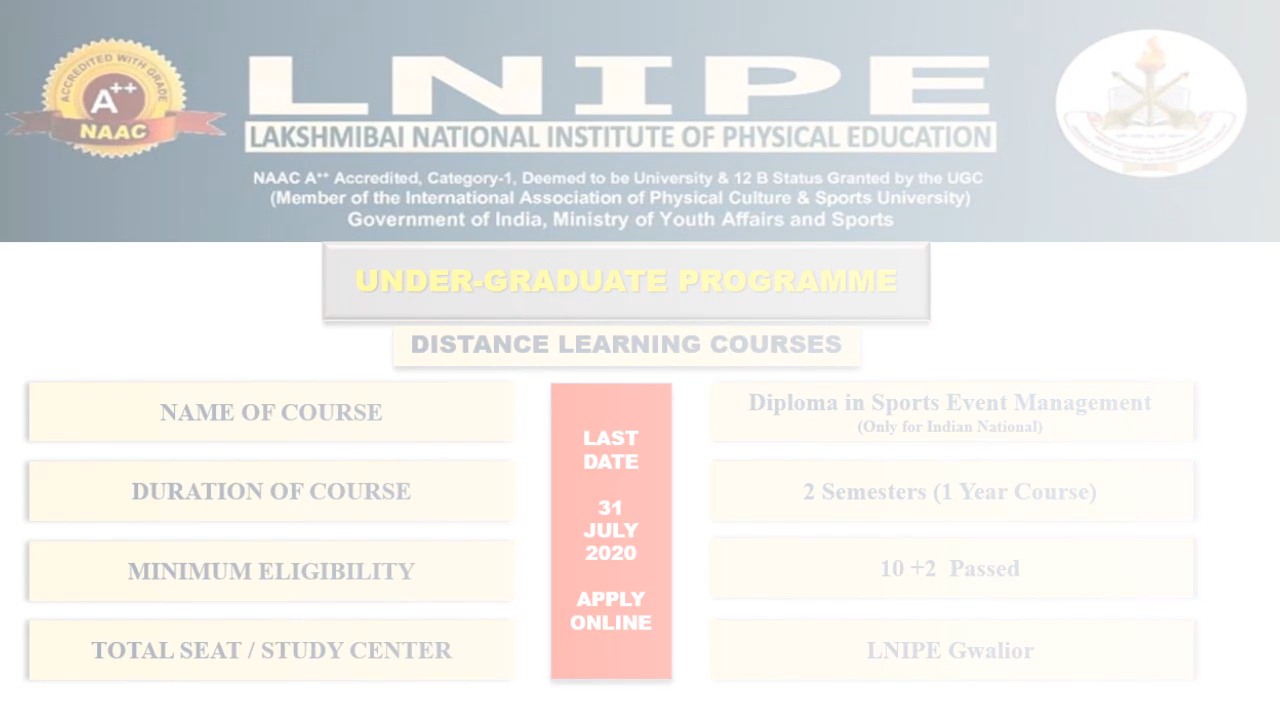 ACCREDITED WITH GRADE
A++
NAAC
LNIPE
LAKSHMIBAI NATIONAL INSTITUTE OF PHYSICAL EDUCATION
NAAC A++ Accredited, Category-1, Deemed to be University & 12 B Status Granted by the UGC
(Member of the International Association of Physical Culture & Sports University)
Government of India, Ministry of Youth Affairs and Sports
UNDER-GRADUATE PROGRAMME
DISTANCE LEARNING COURSES
NAME OF COURSE
Diploma in Sports Event Management
(Only for Indian National)
DURATION OF COURSE
2 Semesters (1 Year Course)
MINIMUM ELIGIBILITY
10 +2 Passed
TOTAL SEAT / STUDY CENTER
LNIPE Gwalior
LAST
DATE
31
JULY
2020
APPLY
ONLINE